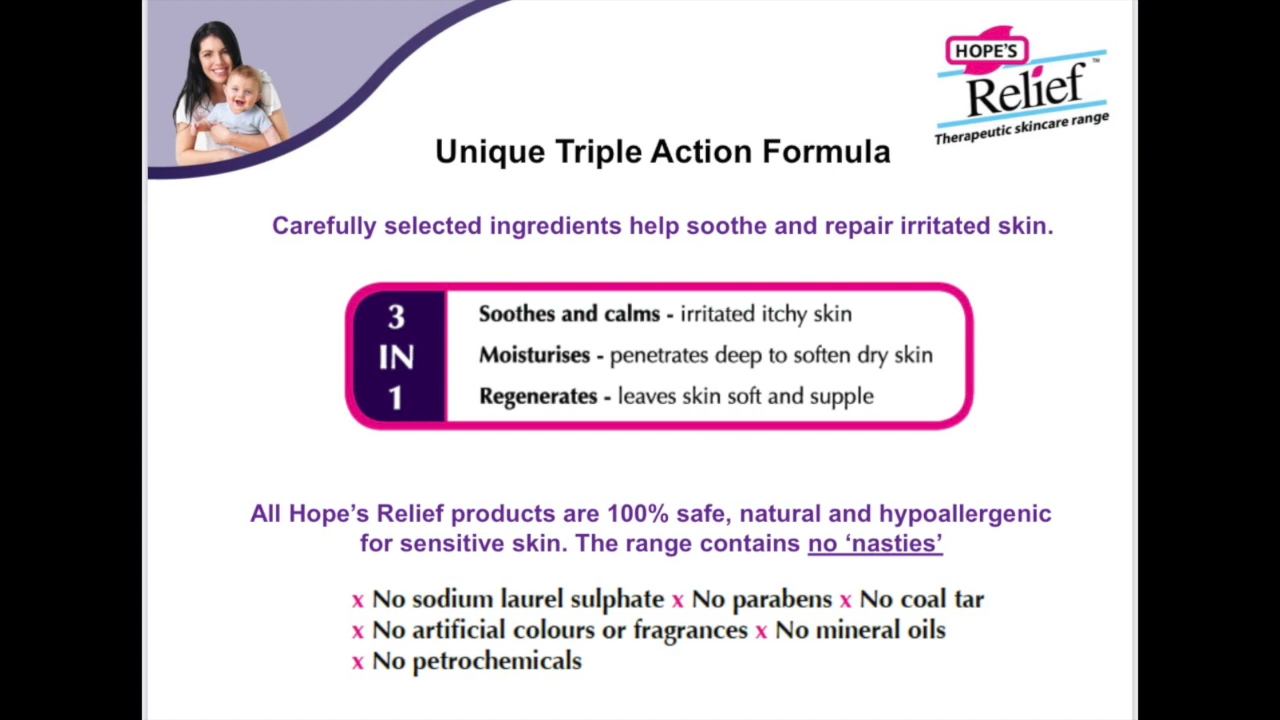 HOPE'S
Relief™
Therapeutic skincare range
Unique Triple Action Formula
Carefully selected ingredients help soothe and repair irritated skin.
3
IN
1
Soothes and calms - irritated itchy skin
Moisturises - penetrates deep to soften dry skin
Regenerates - leaves skin soft and supple
All Hope’s Relief products are 100% safe, natural and hypoallergenic
for sensitive skin. The range contains no ‘nasties’
x No sodium laurel sulphate x No parabens x No coal tar
x No artificial colours or fragrances x No mineral oils
x No petrochemicals